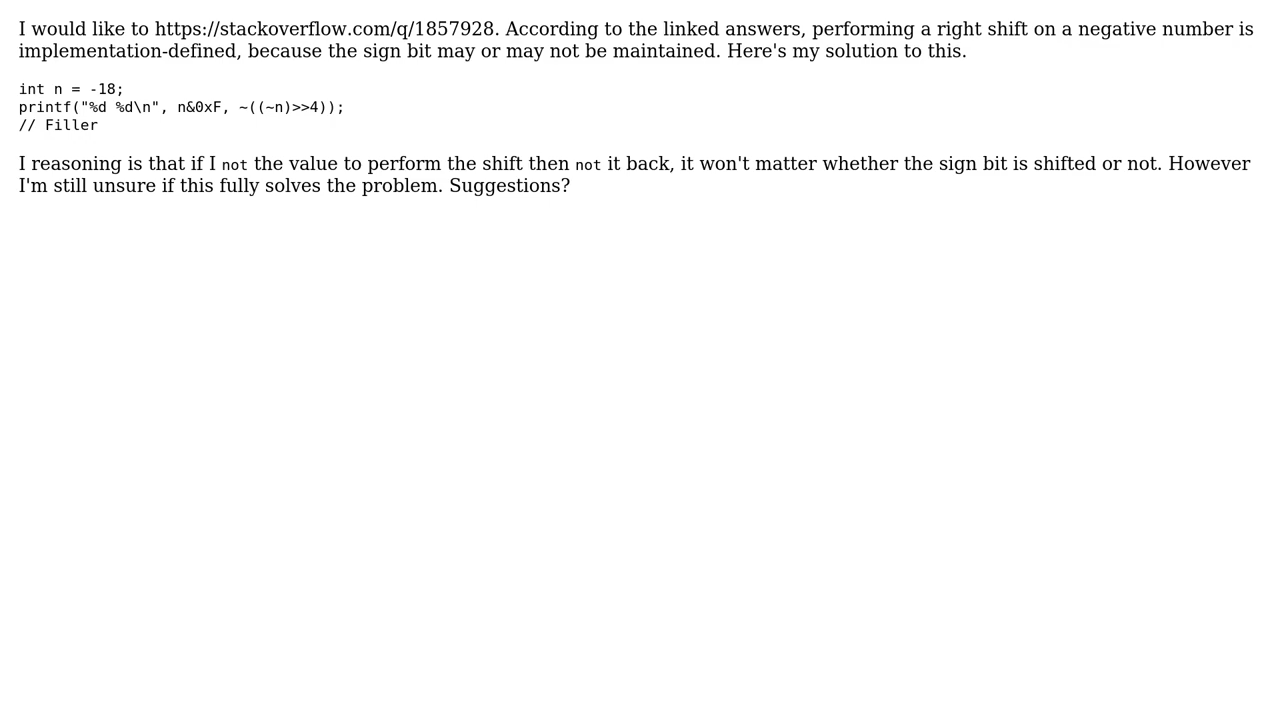 I would like to https://stackoverflow.com/q/1857928. According to the linked answers, performing a right shift on a negative number is
implementation-defined, because the sign bit may or may not be maintained. Here's my solution to this.
int n = -18;
printf("%d %d\n", n&0xF, ~((~n)>>4));
// Filler
I reasoning is that if I not the value to perform the shift then not it back, it won't matter whether the sign bit is shifted or not. However
I'm still unsure if this fully solves the problem. Suggestions?